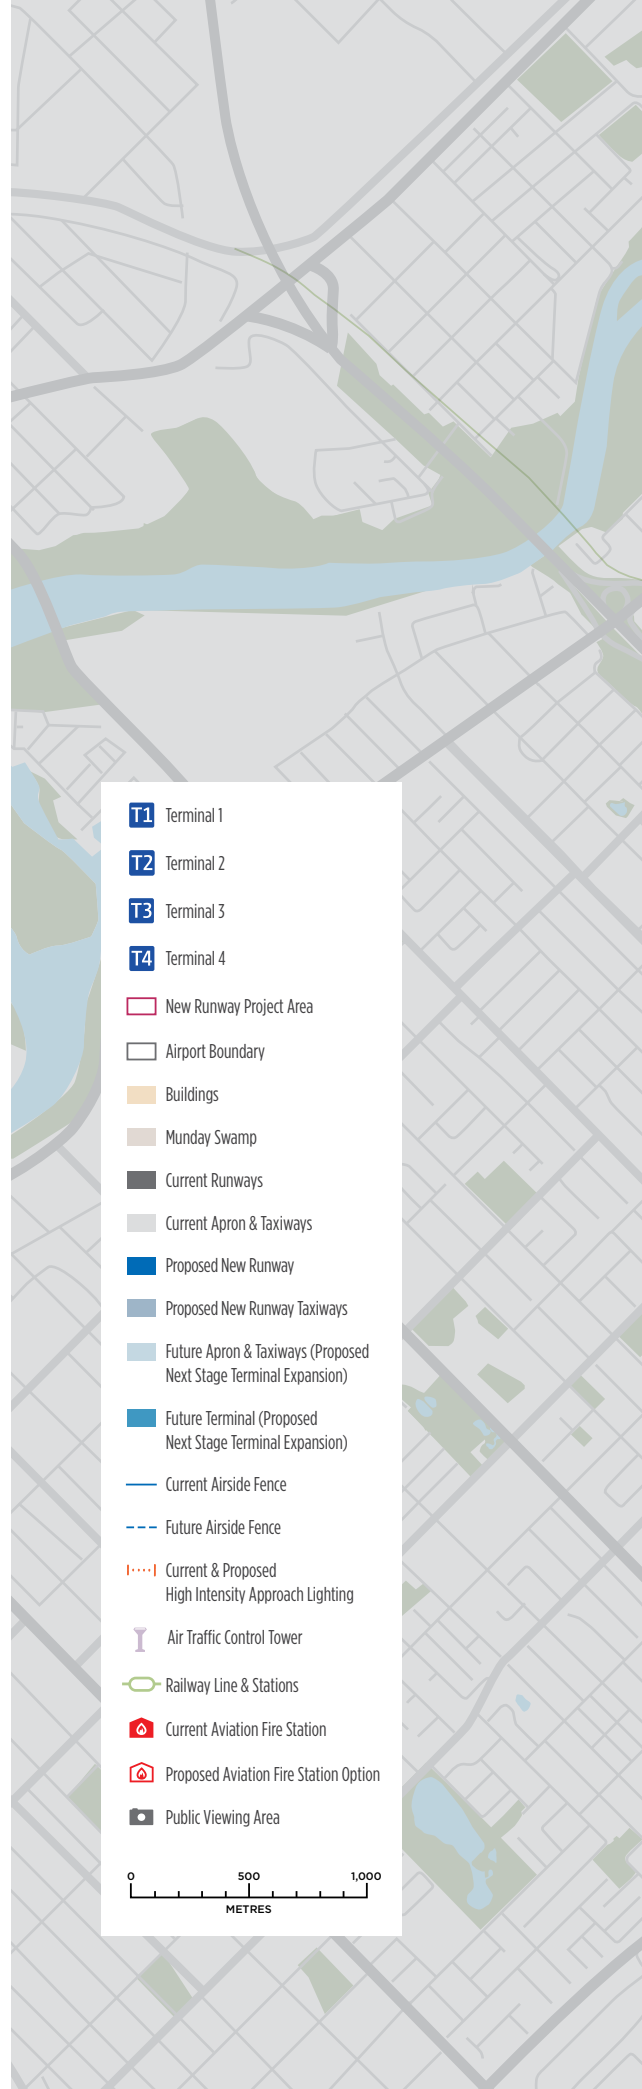 T1 Terminal 1
T2 Terminal 2
T3 Terminal 3
T4 Terminal 4
New Runway Project Area
Airport Boundary
Buildings
Munday Swamp
Current Runways
Current Apron & Taxiways
Proposed New Runway
Proposed New Runway Taxiways
Future Apron & Taxiways (Proposed
Next Stage Terminal Expansion)
Future Terminal (Proposed
Next Stage Terminal Expansion)
Current Airside Fence
Future Airside Fence
Current & Proposed
High Intensity Approach Lighting
Air Traffic Control Tower
Railway Line & Stations
Current Aviation Fire Station
Proposed Aviation Fire Station Option
Public Viewing Area
0 500 1,000
METRES